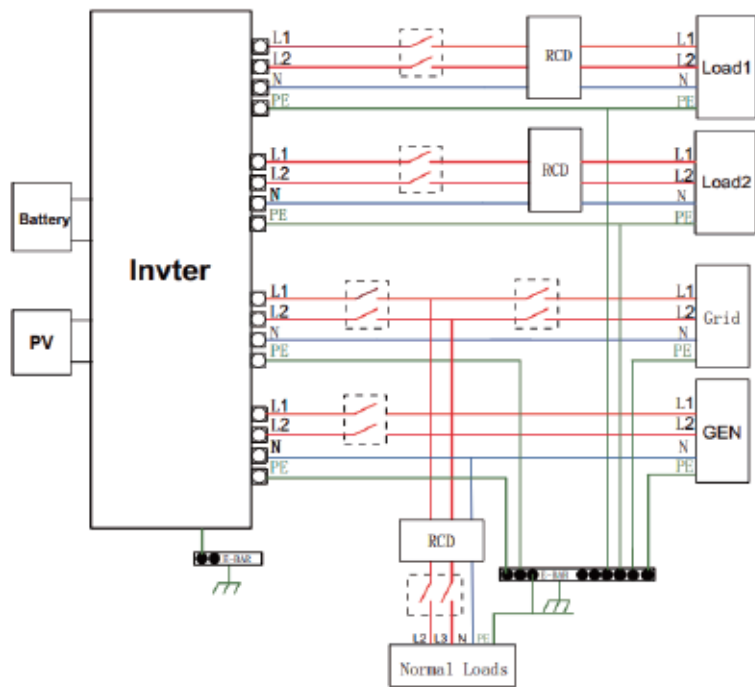 L1
L2
N
PE
RCD
L1
L2
N
PE
Load1
L1
L2
N
PE
RCD
L1
L2
N
PE
Load2
Battery
PV
Invter
L1
L2
N
PE
L1
L2
N
PE
Grid
L1
L2
N
PE
L1
L2
N
PE
GEN
RCD
E-BAR
E-BAR
L2 L3 N PE
Normal Loads